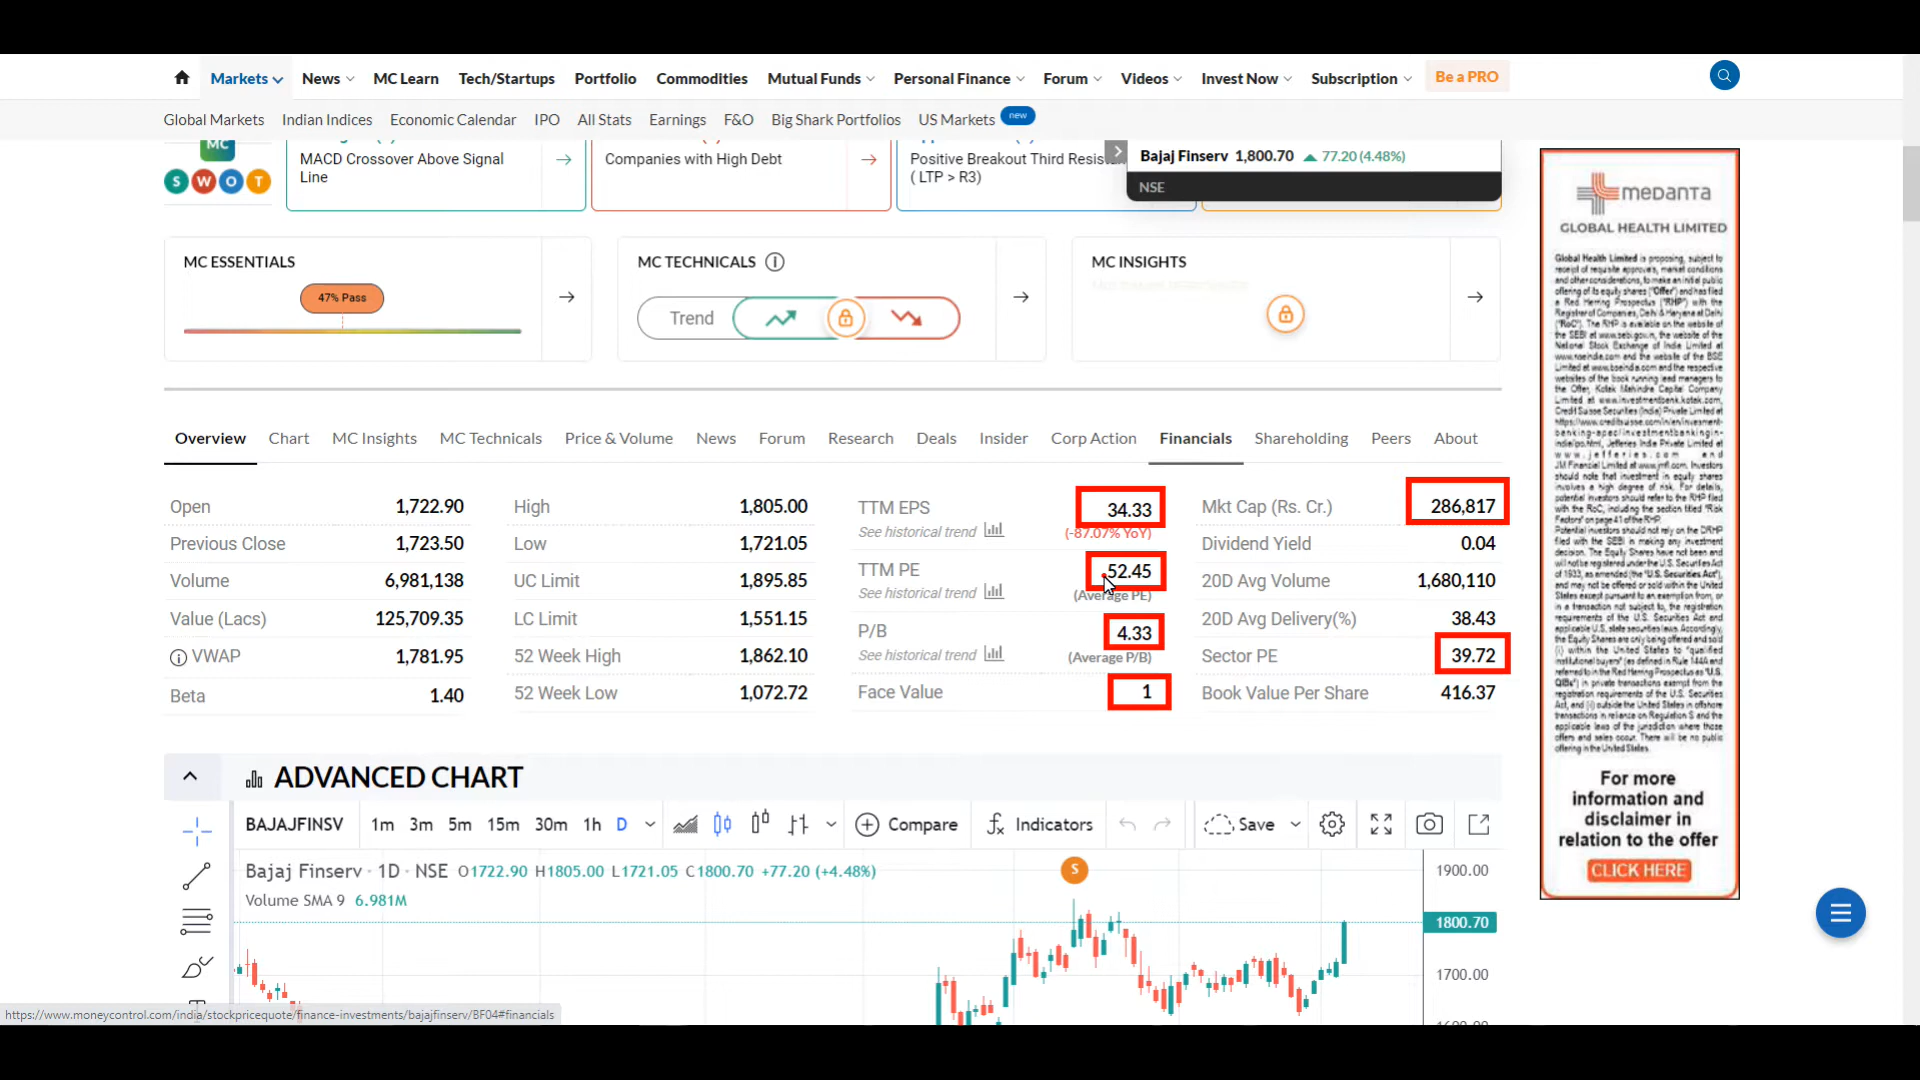 Markets News MC Learn Tech/Startups Portfolio Commodities Mutual Funds Personal Finance Forum Videos Invest Now Subscription Be a PRO
Global Markets Indian Indices Economic Calendar IPO All Stats Earnings F&O Big Shark Portfolios US Markets new
MC
S W O T
MACD Crossover Above Signal
Line
Companies with High Debt
Positive Breakout Third Resista
( LTP > R3)
Bajaj Finserv 1,800.70 77.20 (4.48%)
NSE
MC ESSENTIALS
47% Pass
MC TECHNICALS
Trend
MC INSIGHTS
Overview Chart MC Insights MC Technicals Price & Volume News Forum Research Deals Insider Corp Action Financials Shareholding Peers About
Open 1,722.90
Previous Close 1,723.50
Volume 6,981,138
Value (Lacs) 125,709.35
VWAP 1,781.95
Beta 1.40
High 1,805.00
Low 1,721.05
UC Limit 1,895.85
LC Limit 1,551.15
52 Week High 1,862.10
52 Week Low 1,072.72
TTM EPS 34.33
See historical trend (-87.07% YoY)
TTM PE 52.45
See historical trend (Average PE)
P/B 4.33
See historical trend (Average P/B)
Face Value 1
Mkt Cap (Rs. Cr.) 286,817
Dividend Yield 0.04
20D Avg Volume 1,680,110
20D Avg Delivery(%) 38.43
Sector PE 39.72
Book Value Per Share 416.37
ADVANCED CHART
BAJAJFINSV 1m 3m 5m 15m 30m 1h D Compare Indicators Save
Bajaj Finserv · 1D · NSE O1722.90 H1805.00 L1721.05 C1800.70 +77.20 (+4.48%)
Volume SMA 9 6.981M
S
1900.00
1800.70
1700.00
https://www.moneycontrol.com/india/stockpricequote/finance-investments/bajajfinserv/BF04#financials
medanta
GLOBAL HEALTH LIMITED
For more
information and
disclaimer in
relation to the offer
CLICK HERE